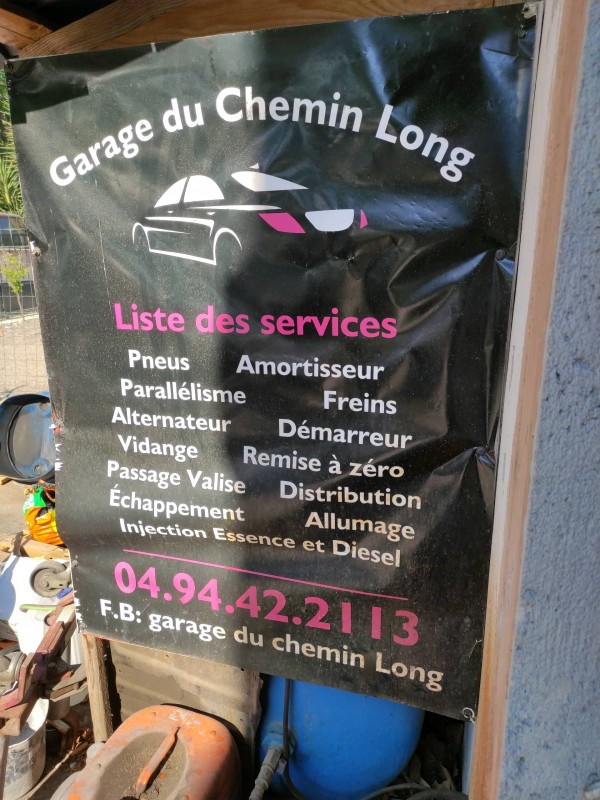 Garage du Chemin Long
Liste des services
Pneus Amortisseur
Parallélisme Freins
Alternateur Démarreur
Vidange Remise à zéro
Passage Valise Distribution
Échappement Allumage
Injection Essence et Diesel
04.94.42.2113
F.B: garage du chemin Long